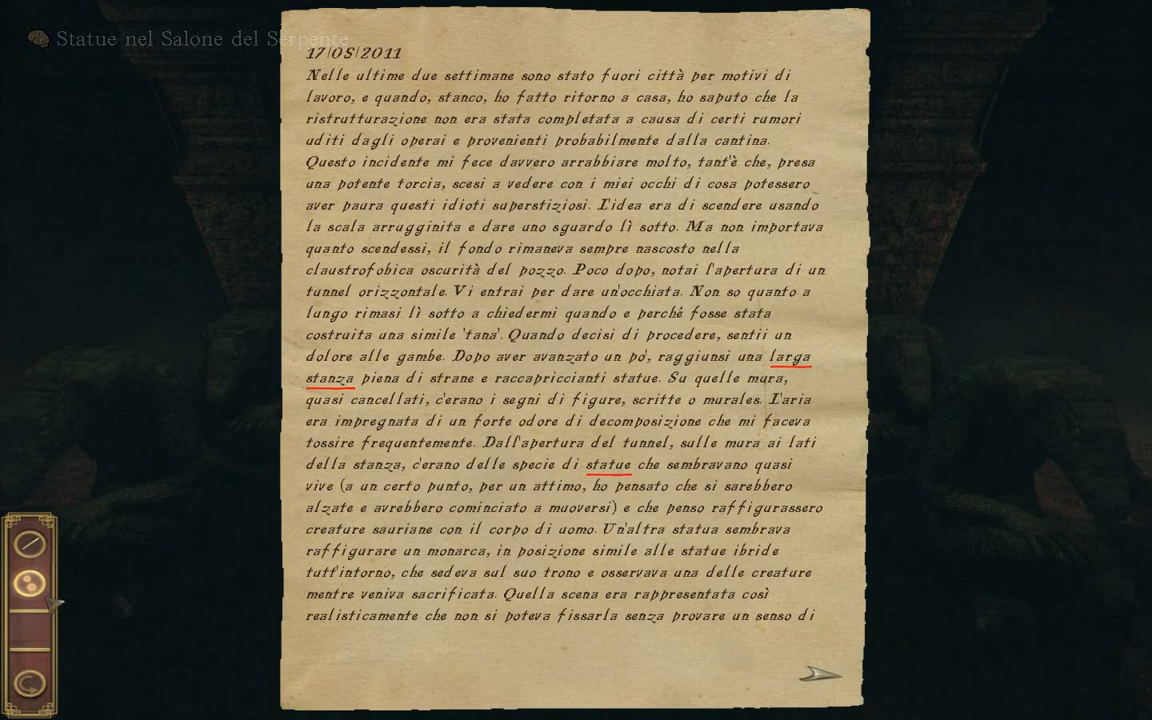 Statue nel Salone del Serpente
17/05/2011
Nelle ultime due settimane sono stato fuori città per motivi di
lavoro, e quando, stanco, ho fatto ritorno a casa, ho saputo che la
ristrutturazione non era stata completata a causa di certi rumori
uditi dagli operai e provenienti probabilmente dalla cantina.
Questo incidente mi fece davvero arrabbiare molto, tant'è che, presa
una potente torcia, scesi a vedere con i miei occhi di cosa potessero
aver paura questi idioti superstiziosi. L'idea era di scendere usando
la scala arrugginita e dare uno sguardo lì sotto. Ma non importava
quanto scendessi, il fondo rimaneva sempre nascosto nella
claustrofobica oscurità del pozzo. Poco dopo, notai l'apertura di un
tunnel orizzontale. Vi entrai per dare un'occhiata. Non so quanto a
lungo rimasi lì sotto a chiedermi quando e perché fosse stata
costruita una simile 'tana'. Quando decisi di procedere, sentii un
dolore alle gambe. Dopo aver avanzato un po', raggiunsi una larga
stanza piena di strane e raccapriccianti statue. Su quelle mura,
quasi cancellati, c'erano i segni di figure, scritte o murales. L'aria
era impregnata di un forte odore di decomposizione che mi faceva
tossire frequentemente. Dall'apertura del tunnel, sulle mura ai lati
della stanza, c'erano delle specie di statue che sembravano quasi
vive (a un certo punto, per un attimo, ho pensato che si sarebbero
alzate e avrebbero cominciato a muoversi) e che penso raffigurassero
creature sauriane con il corpo di uomo. Un'altra statua sembrava
raffigurare un monarca, in posizione simile alle statue ibride
tutt'intorno, che sedeva sul suo trono e osservava una delle creature
mentre veniva sacrificata. Quella scena era rappresentata così
realisticamente che non si poteva fissarla senza provare un senso di